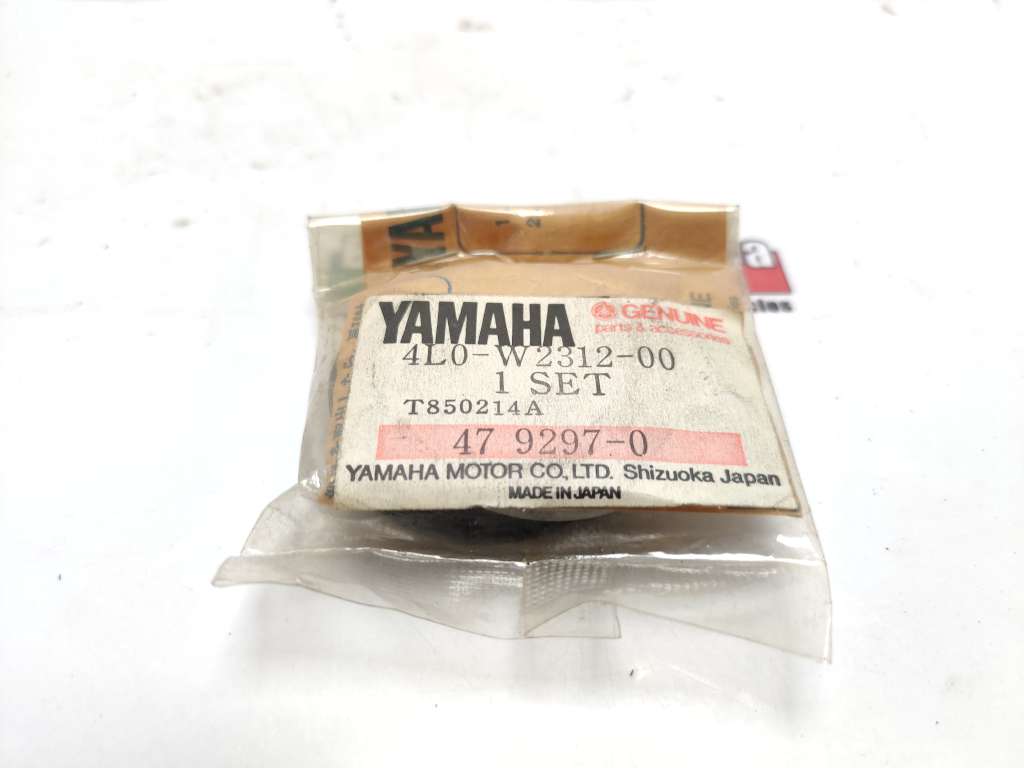 YAMAHA
GENUINE
parts & accessories
4L0-W2312-00
1 SET
T850214A
47 9297-0
YAMAHA MOTOR CO., LTD. Shizuoka Japan
MADE IN JAPAN